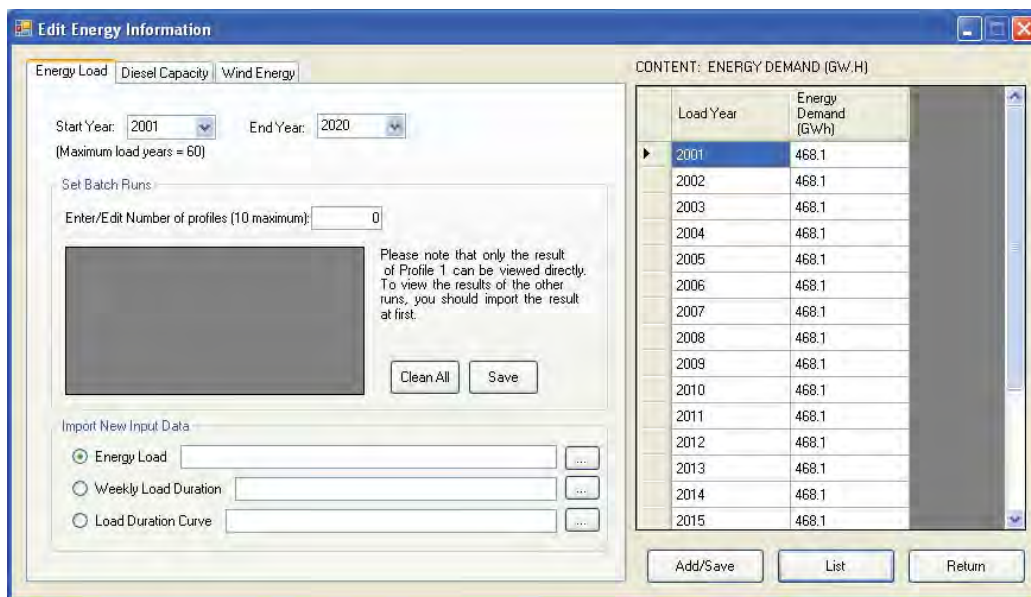 Edit Energy Information
Energy Load
Diesel Capacity
Wind Energy
Start Year: 2001
End Year: 2020
(Maximum load years = 60)
Set Batch Runs
Enter/Edit Number of profiles (10 maximum): 0
Please note that only the result
of Profile 1 can be viewed directly.
To view the results of the other
runs, you should import the result
at first.
Clean All
Save
Import New Input Data
Energy Load
...
Weekly Load Duration
...
Load Duration Curve
...
CONTENT: ENERGY DEMAND (GW.H)
Load Year
Energy
Demand
(GWh)
2001 468.1
2002 468.1
2003 468.1
2004 468.1
2005 468.1
2006 468.1
2007 468.1
2008 468.1
2009 468.1
2010 468.1
2011 468.1
2012 468.1
2013 468.1
2014 468.1
2015 468.1
Add/Save
List
Return